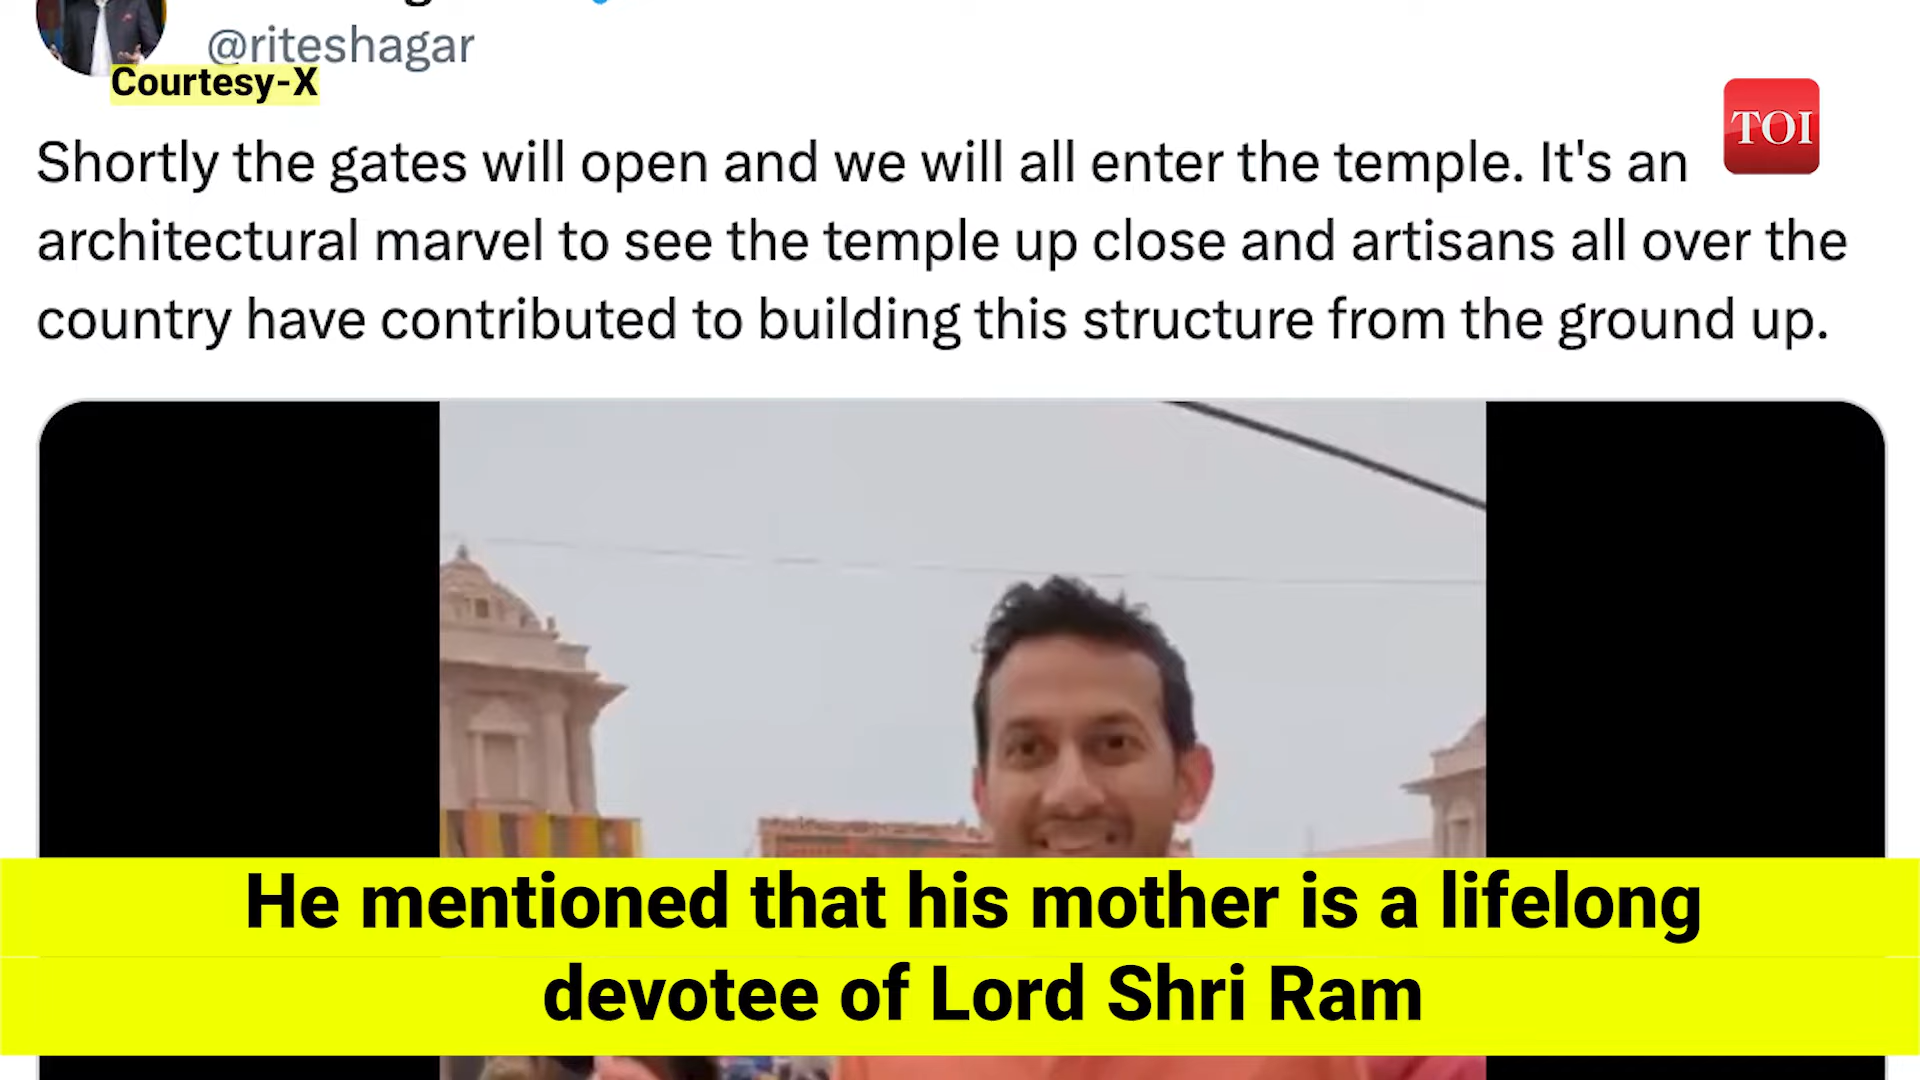 @riteshagar
Courtesy-X
TOI
Shortly the gates will open and we will all enter the temple. It's an
architectural marvel to see the temple up close and artisans all over the
country have contributed to building this structure from the ground up.
He mentioned that his mother is a lifelong
devotee of Lord Shri Ram